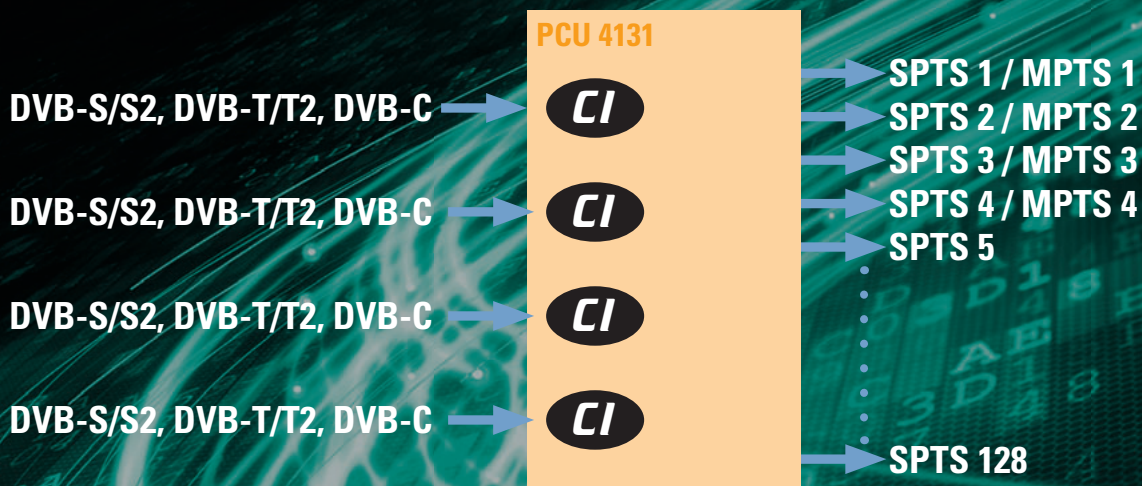 PCU 4131
DVB-S/S2, DVB-T/T2, DVB-C
CI
DVB-S/S2, DVB-T/T2, DVB-C
CI
DVB-S/S2, DVB-T/T2, DVB-C
CI
DVB-S/S2, DVB-T/T2, DVB-C
CI
SPTS 1 / MPTS 1
SPTS 2 / MPTS 2
SPTS 3 / MPTS 3
SPTS 4 / MPTS 4
SPTS 5
SPTS 128